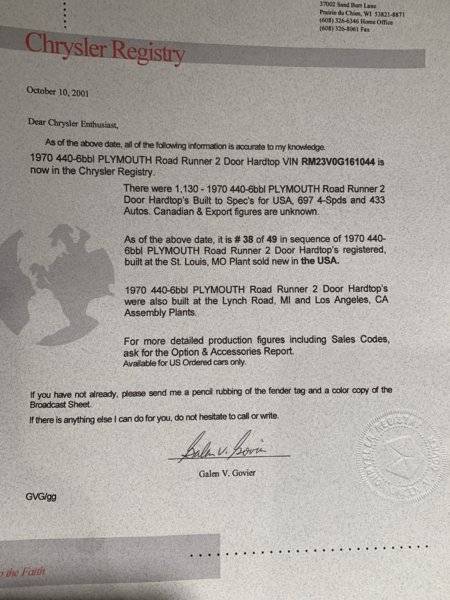 37002 Sand Burr Lane
Prairie du Chien, WI 53821-8871
(608) 326-6346 Home Office
(608) 326-8061 Fax
Chrysler Registry
October 10, 2001
Dear Chrysler Enthusiast,
As of the above date, all of the following information is accurate to my knowledge.
1970 440-6bbl PLYMOUTH Road Runner 2 Door Hardtop VIN RM23V0G161044 is
now in the Chrysler Registry.
There were 1,130 - 1970 440-6bbl PLYMOUTH Road Runner 2
Door Hardtop's Built to Spec's for USA, 697 4-Spds and 433
Autos. Canadian & Export figures are unknown.
As of the above date, it is # 38 of 49 in sequence of 1970 440-
6bbl PLYMOUTH Road Runner 2 Door Hardtop's registered,
built at the St. Louis, MO Plant sold new in the USA.
1970 440-6bbl PLYMOUTH Road Runner 2 Door Hardtop's
were also built at the Lynch Road, MI and Los Angeles, CA
Assembly Plants.
For more detailed production figures including Sales Codes,
ask for the Option & Accessories Report.
Available for US Ordered cars only.
If you have not already, please send me a pencil rubbing of the fender tag and a color copy of the
Broadcast Sheet.
If there is anything else I can do for you, do not hesitate to call or write.
Galen V. Govier
Galen V. Govier
GVG/gg
the Faith